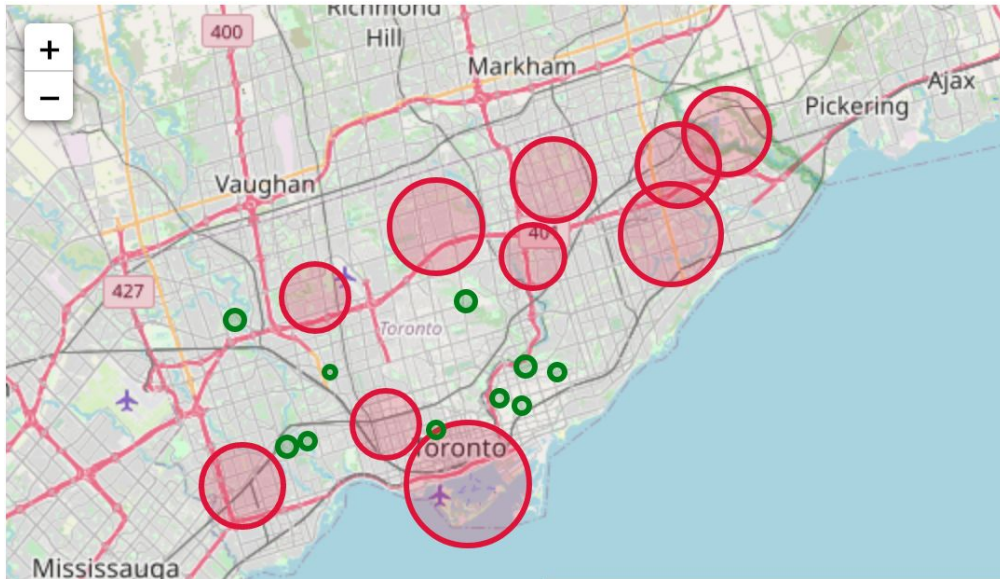 +
−
400
Richmond
Hill
Markham
Ajax
Pickering
Vaughan
401
427
Toronto
Toronto
Mississauga